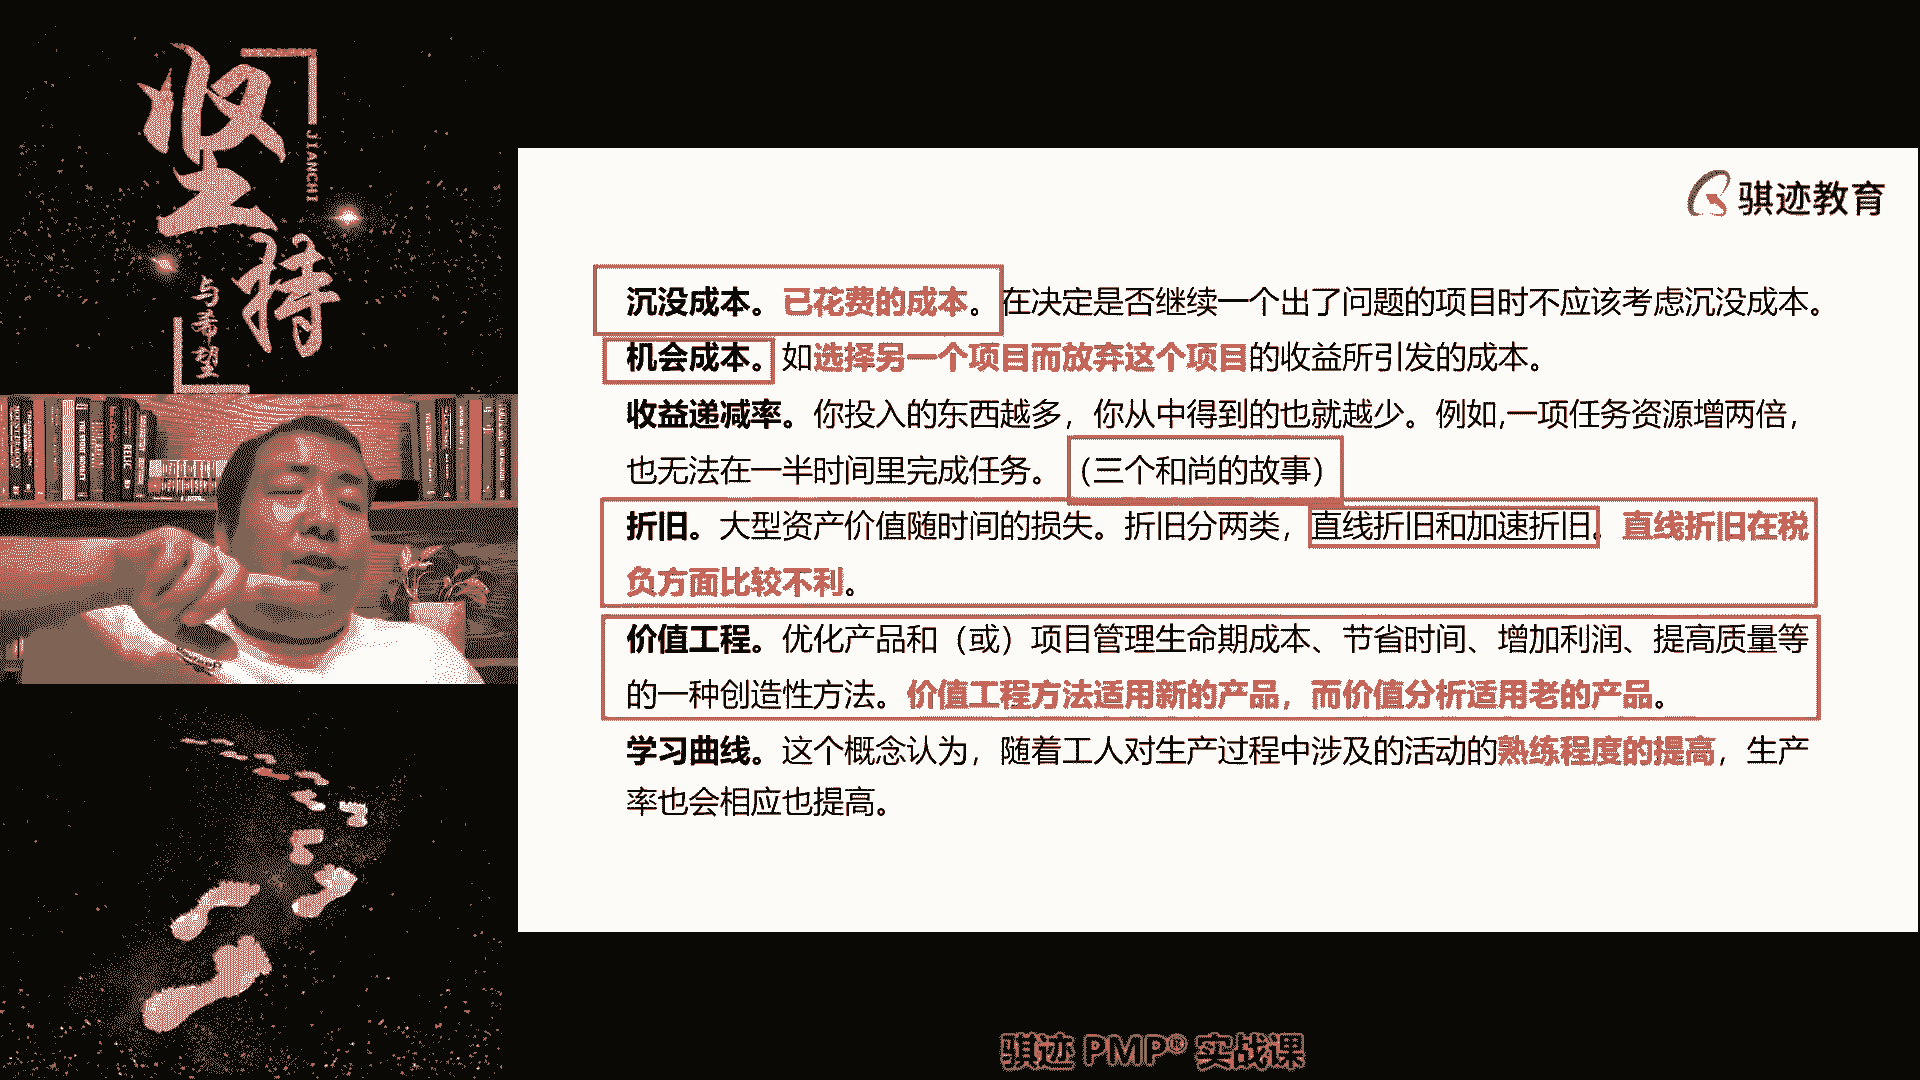 坚持
JIANCHI
与希望
骐迹教育
沉没成本。已花费的成本。在决定是否继续一个出了问题的项目时不应该考虑沉没成本。
机会成本。如选择另一个项目而放弃这个项目的收益所引发的成本。
收益递减率。你投入的东西越多，你从中得到的也就越少。例如,一项任务资源增两倍，
也无法在一半时间里完成任务。（三个和尚的故事）
折旧。大型资产价值随时间的损失。折旧分两类，直线折旧和加速折旧。直线折旧在税
负方面比较不利。
价值工程。优化产品和（或）项目管理生命期成本、节省时间、增加利润、提高质量等
的一种创造性方法。价值工程方法适用新的产品，而价值分析适用老的产品。
学习曲线。这个概念认为，随着工人对生产过程中涉及的活动的熟练程度的提高，生产
率也会相应也提高。
骐迹 PMP® 实战课